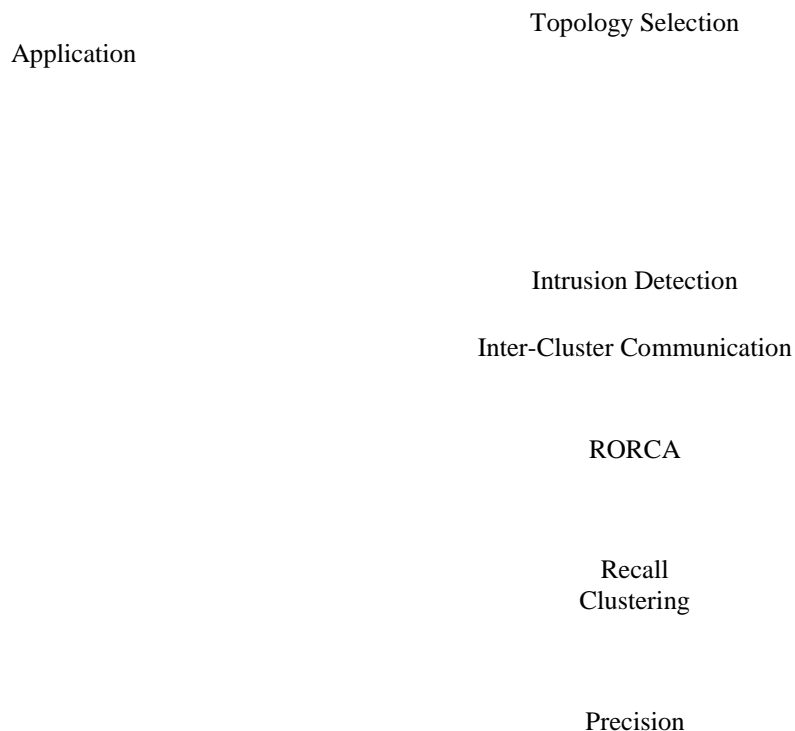 Topology Selection
Application
Intrusion Detection
Inter-Cluster Communication
RORCA
Recall
Clustering
Precision